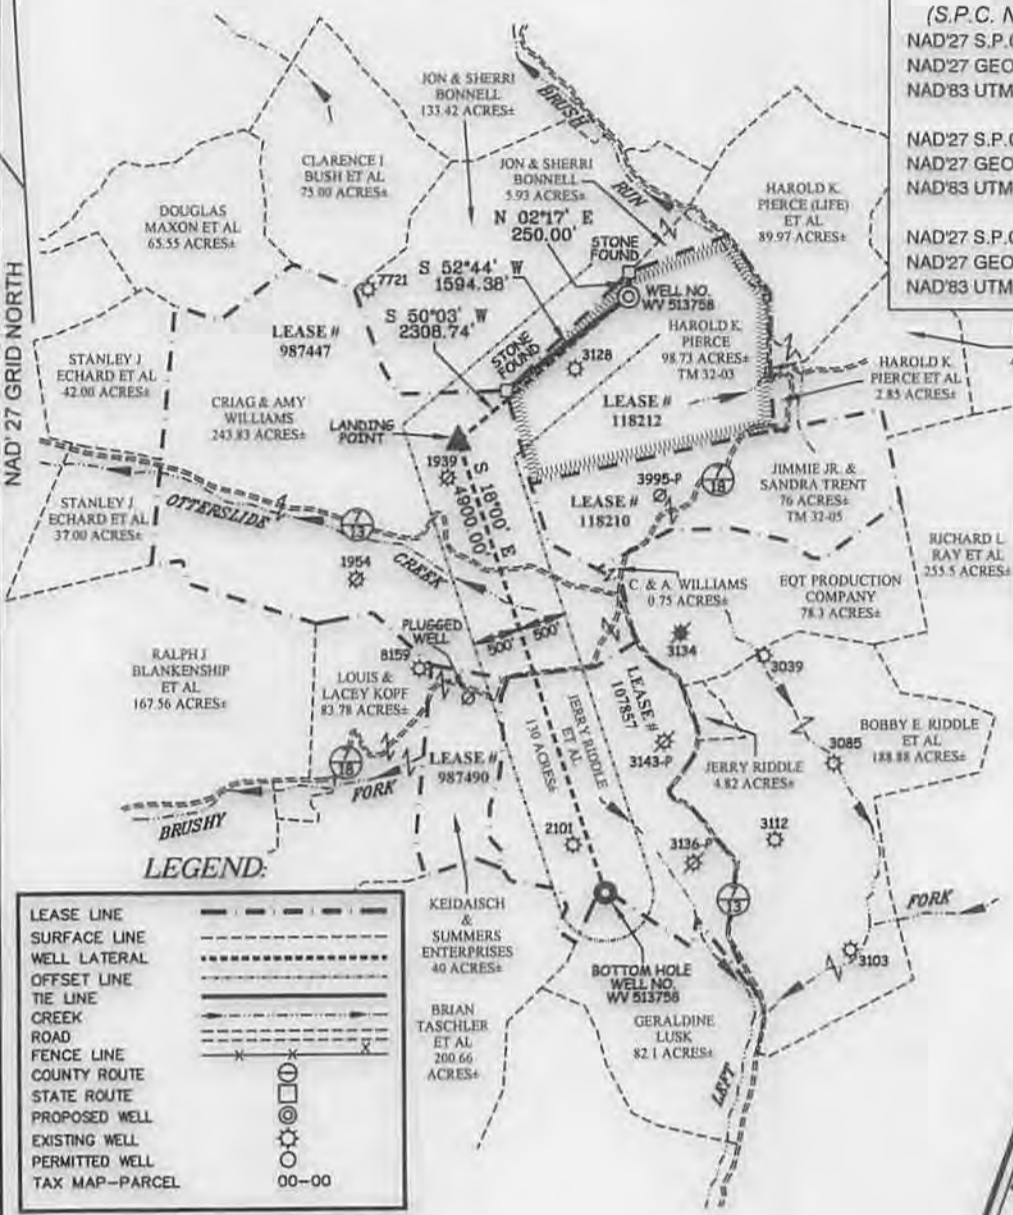 (S.P.C. N
NAD'27 S.P.C
NAD'27 GEO
NAD'83 UTM
NAD'27 S.P.C
NAD'27 GEO
NAD'83 UTM
NAD'27 S.P.C
NAD'27 GEO
NAD'83 UTM
NAD' 27 GRID NORTH
JON & SHERRI
BONNELL
133.42 ACRES±
BRUSH
RUN
CLARENCE I
BUSH ET AL
75.00 ACRES±
JON & SHERRI
BONNELL
5.93 ACRES±
HAROLD K.
PIERCE (LIFE)
ET AL
89.97 ACRES±
DOUGLAS
MAXON ET AL
65.55 ACRES±
N 02°17' E
250.00'
STONE
FOUND
7721
S 52°44' W
1594.38'
WELL NO.
WV 513758
S 50°03' W
2308.74'
LEASE #
987447
HAROLD K.
PIERCE
98.73 ACRES±
TM 32-03
STONE
FOUND
3128
STANLEY J
ECHARD ET AL
42.00 ACRES±
HAROLD K.
PIERCE ET AL
2.85 ACRES±
CRIAG & AMY
WILLIAMS
243.83 ACRES±
LEASE #
118212
LANDING
POINT
1939
S 18°00' E
4900.00'
3995-P
7
18
JIMMIE JR. &
SANDRA TRENT
76 ACRES±
TM 32-05
LEASE #
118210
STANLEY J.
ECHARD ET AL
37.00 ACRES±
OTTERSLIDE
CREEK
7
13
1954
RICHARD L.
RAY ET AL
255.5 ACRES±
C. & A. WILLIAMS
0.75 ACRES±
EQT PRODUCTION
COMPANY
78.3 ACRES±
PLUGGED
WELL
500'
500'
3134
3039
RALPH J
BLANKENSHIP
ET AL
167.56 ACRES±
8159
LOUIS &
LACEY KOPF
83.78 ACRES±
LEASE #
107857
JERRY RIDDLE
ET AL
130 ACRES±
BOBBY E. RIDDLE
ET AL
188.88 ACRES±
3085
3143-P
JERRY RIDDLE
4.82 ACRES±
7
18
LEASE #
987490
BRUSHY
FORK
2101
3112
3136-P
7
13
FORK
3103
KEIDAISCH
&
SUMMERS
ENTERPRISES
40 ACRES±
BOTTOM HOLE
WELL NO.
WV 513758
BRIAN
TASCHLER
ET AL
200.66
ACRES±
GERALDINE
LUSK
82.1 ACRES±
LEFT
LEGEND:
LEASE LINE
SURFACE LINE
WELL LATERAL
OFFSET LINE
TIE LINE
CREEK
ROAD
FENCE LINE
COUNTY ROUTE
STATE ROUTE
PROPOSED WELL
EXISTING WELL
PERMITTED WELL
TAX MAP-PARCEL 00-00